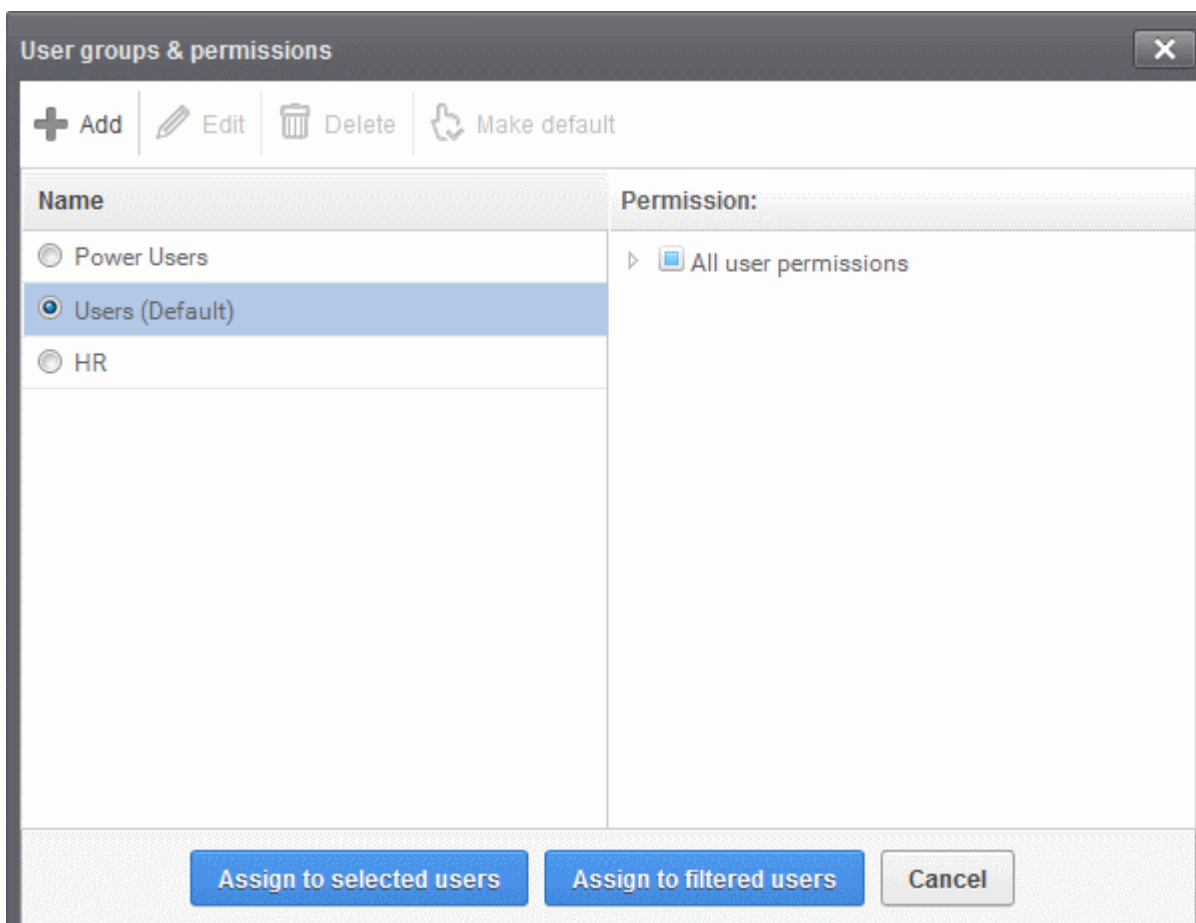 User groups & permissions
Add Edit Delete Make default
Name Permission:
Power Users All user permissions
Users (Default)
HR
Assign to selected users Assign to filtered users Cancel